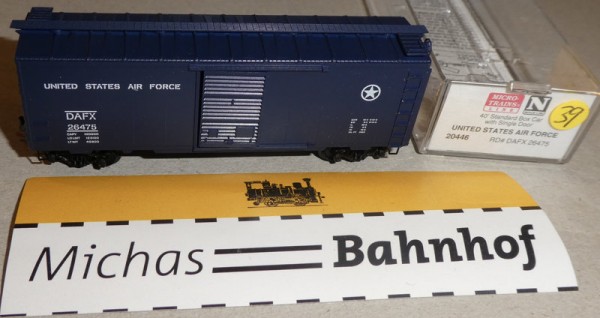 UNITED STATES AIR FORCE
DAFX
26475
MICRO-TRAINS
N
39
40' Standard Box Car
with Single Door
UNITED STATES AIR FORCE
20446 RD# DAFX 26475
Michas Bahnhof